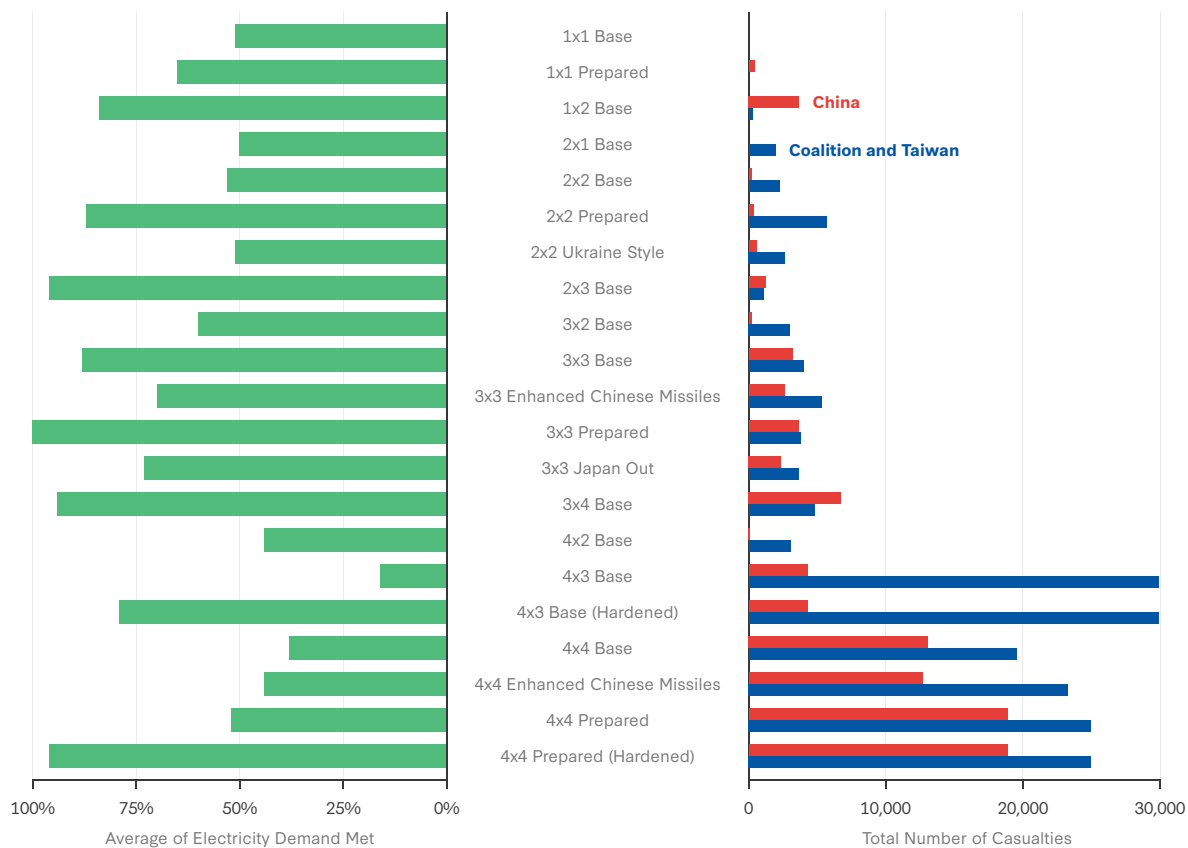 1x1 Base
1x1 Prepared
1x2 Base
China
2x1 Base
Coalition and Taiwan
2x2 Base
2x2 Prepared
2x2 Ukraine Style
2x3 Base
3x2 Base
3x3 Base
3x3 Enhanced Chinese Missiles
3x3 Prepared
3x3 Japan Out
3x4 Base
4x2 Base
4x3 Base
4x3 Base (Hardened)
4x4 Base
4x4 Enhanced Chinese Missiles
4x4 Prepared
4x4 Prepared (Hardened)
100% 75% 50% 25% 0% 0 10,000 20,000 30,000
Average of Electricity Demand Met
Total Number of Casualties